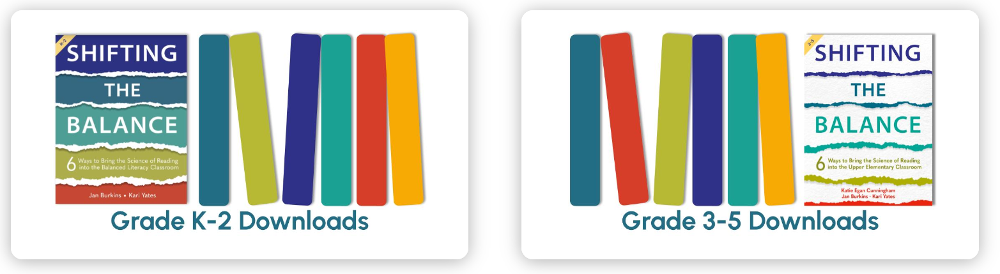 K-2
SHIFTING
THE
BALANCE
6 Ways to Bring the Science of Reading
into the Balanced Literacy Classroom
Jan Burkins • Kari Yates
Grade K-2 Downloads
3-5
SHIFTING
THE
BALANCE
6 Ways to Bring the Science of Reading
into the Upper Elementary Classroom
Katie Egan Cunningham
Jan Burkins · Kari Yates
Grade 3-5 Downloads